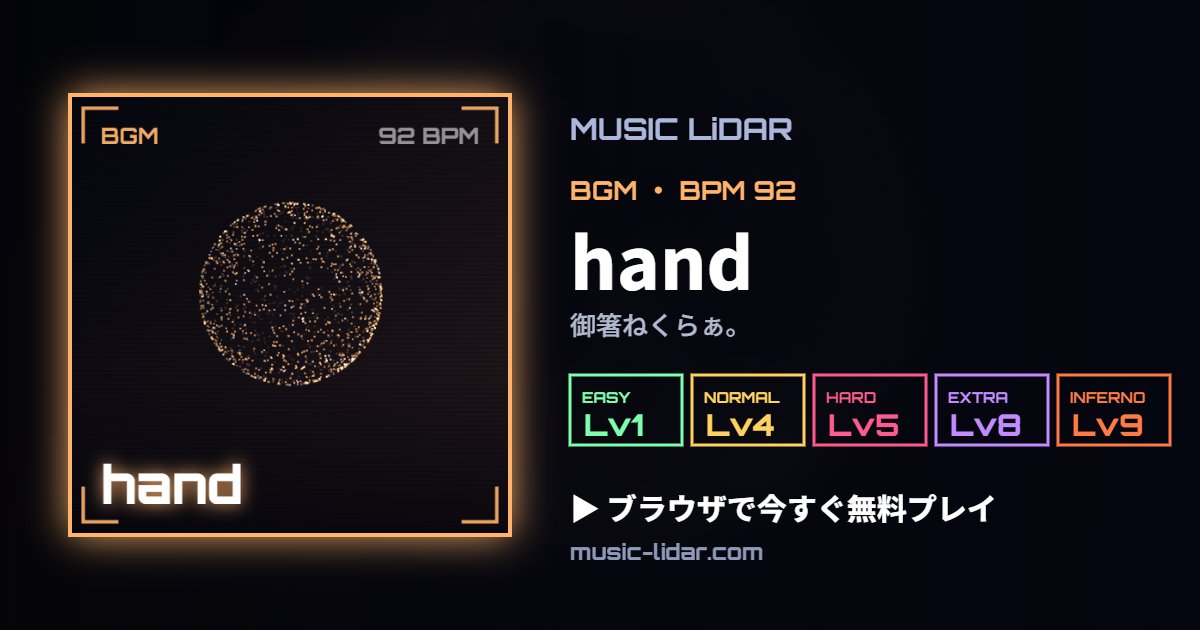 BGM
92 BPM
hand
MUSIC LiDAR
BGM ・ BPM 92
hand
御箸ねくらぁ。
EASY
Lv1
NORMAL
Lv4
HARD
Lv5
EXTRA
Lv8
INFERNO
Lv9
▶ ブラウザで今すぐ無料プレイ
music-lidar.com